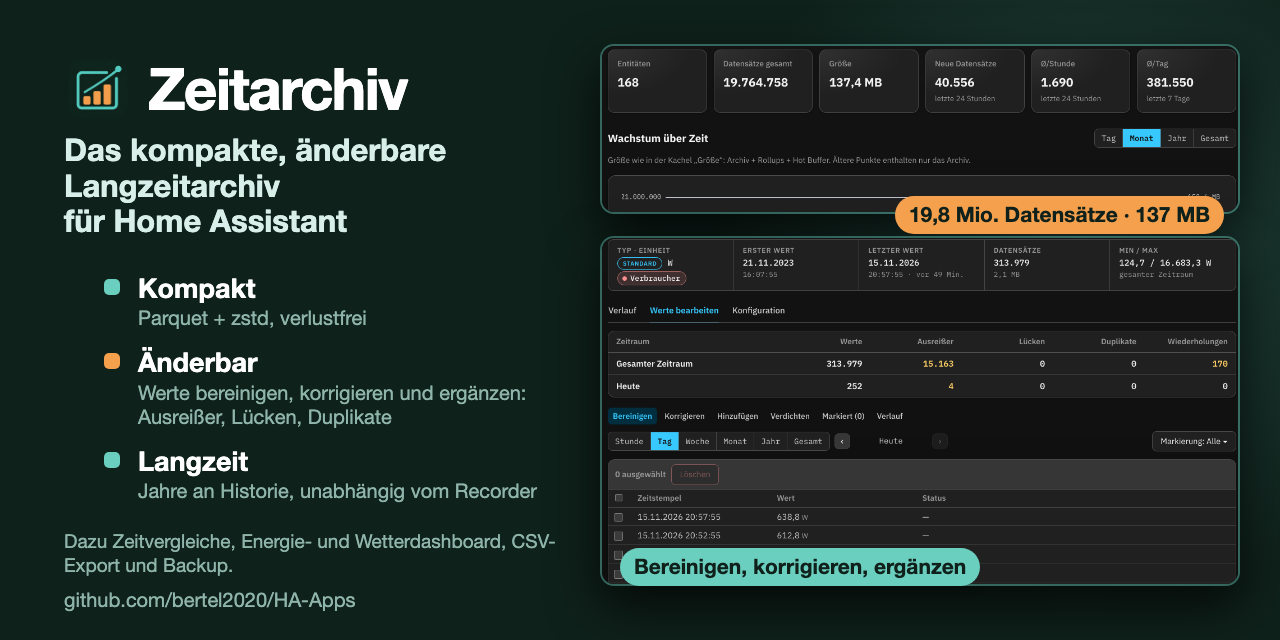 Zeitarchiv
Das kompakte, änderbare
Langzeitarchiv
für Home Assistant
Kompakt
Parquet + zstd, verlustfrei
Änderbar
Werte bereinigen, korrigieren und ergänzen:
Ausreißer, Lücken, Duplikate
Langzeit
Jahre an Historie, unabhängig vom Recorder
Dazu Zeitvergleiche, Energie- und Wetterdashboard, CSV-
Export und Backup.
github.com/bertel2020/HA-Apps
Entitäten Datensätze gesamt Größe Neue Datensätze Ø/Stunde Ø/Tag
168 19.764.758 137,4 MB 40.556 1.690 381.550
letzte 24 Stunden letzte 24 Stunden letzte 7 Tage
Wachstum über Zeit Tag Monat Jahr Gesamt
Größe wie in der Kachel „Größe“: Archiv + Rollups + Hot Buffer. Ältere Punkte enthalten nur das Archiv.
21.000.000 MB
19,8 Mio. Datensätze · 137 MB
TYP · EINHEIT ERSTER WERT LETZTER WERT DATENSÄTZE MIN / MAX
STANDARD W 21.11.2023 15.11.2026 313.979 124,7 / 16.683,3 W
Verbraucher 16:07:55 20:57:55 · vor 49 Min. 2,1 MB gesamter Zeitraum
Verlauf Werte bearbeiten Konfiguration
Zeitraum Werte Ausreißer Lücken Duplikate Wiederholungen
Gesamter Zeitraum 313.979 15.163 0 0 170
Heute 252 4 0 0 0
Bereinigen Korrigieren Hinzufügen Verdichten Markiert (0) Verlauf
Stunde Tag Woche Monat Jahr Gesamt ‹ Heute › Markierung: Alle
0 ausgewählt Löschen
Zeitstempel Wert Status
15.11.2026 20:57:55 638,8 W —
15.11.2026 20:52:55 612,8 W —
Bereinigen, korrigieren, ergänzen